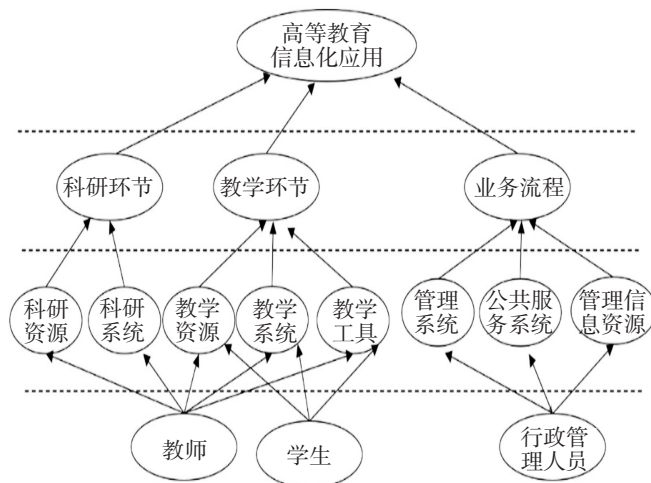 高等教育
信息化应用
科研环节
教学环节
业务流程
科研
资源
科研
系统
教学
资源
教学
系统
教学
工具
管理
系统
公共服
务系统
管理信
息资源
教师
学生
行政管
理人员